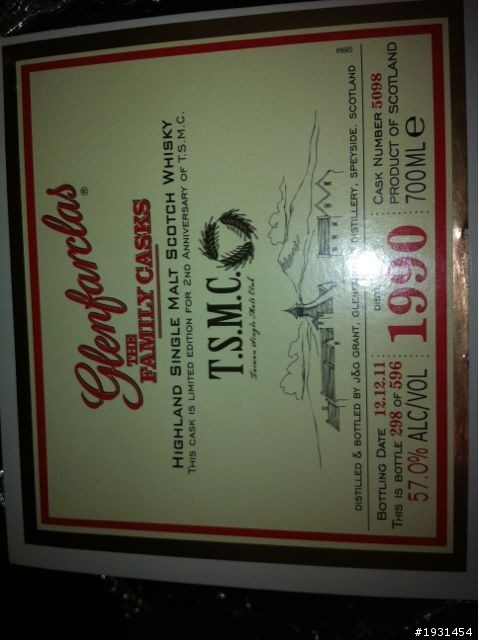 Glenfarclas®
THE
FAMILY CASKS
HIGHLAND SINGLE MALT SCOTCH WHISKY
THIS CASK IS LIMITED EDITION FOR 2ND ANNIVERSARY OF T.S.M.C.
T.S.M.C.
Taiwan Single Malt Club
DISTILLED & BOTTLED BY J&G GRANT, GLENF DISTILLERY, SPEYSIDE, SCOTLAND
BOTTLING DATE 12.12.11
THIS IS BOTTLE 298 OF 596
57.0% ALC/VOL
DISTI
1990
CASK NUMBER 5098
PRODUCT OF SCOTLAND
700ML e
#1931454